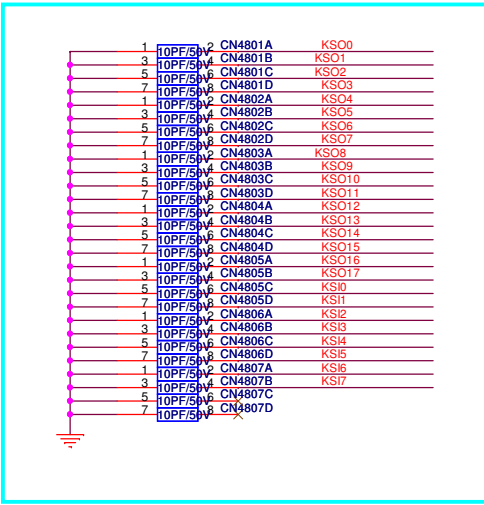 1 10PF/50V 2 CN4801A KSO0
3 10PF/50V 4 CN4801B KSO1
5 10PF/50V 6 CN4801C KSO2
7 10PF/50V 8 CN4801D KSO3
1 10PF/50V 2 CN4802A KSO4
3 10PF/50V 4 CN4802B KSO5
5 10PF/50V 6 CN4802C KSO6
7 10PF/50V 8 CN4802D KSO7
1 10PF/50V 2 CN4803A KSO8
3 10PF/50V 4 CN4803B KSO9
5 10PF/50V 6 CN4803C KSO10
7 10PF/50V 8 CN4803D KSO11
1 10PF/50V 2 CN4804A KSO12
3 10PF/50V 4 CN4804B KSO13
5 10PF/50V 6 CN4804C KSO14
7 10PF/50V 8 CN4804D KSO15
1 10PF/50V 2 CN4805A KSO16
3 10PF/50V 4 CN4805B KSO17
5 10PF/50V 6 CN4805C KSI0
7 10PF/50V 8 CN4805D KSI1
1 10PF/50V 2 CN4806A KSI2
3 10PF/50V 4 CN4806B KSI3
5 10PF/50V 6 CN4806C KSI4
7 10PF/50V 8 CN4806D KSI5
1 10PF/50V 2 CN4807A KSI6
3 10PF/50V 4 CN4807B KSI7
5 10PF/50V 6 CN4807C
7 10PF/50V 8 CN4807D